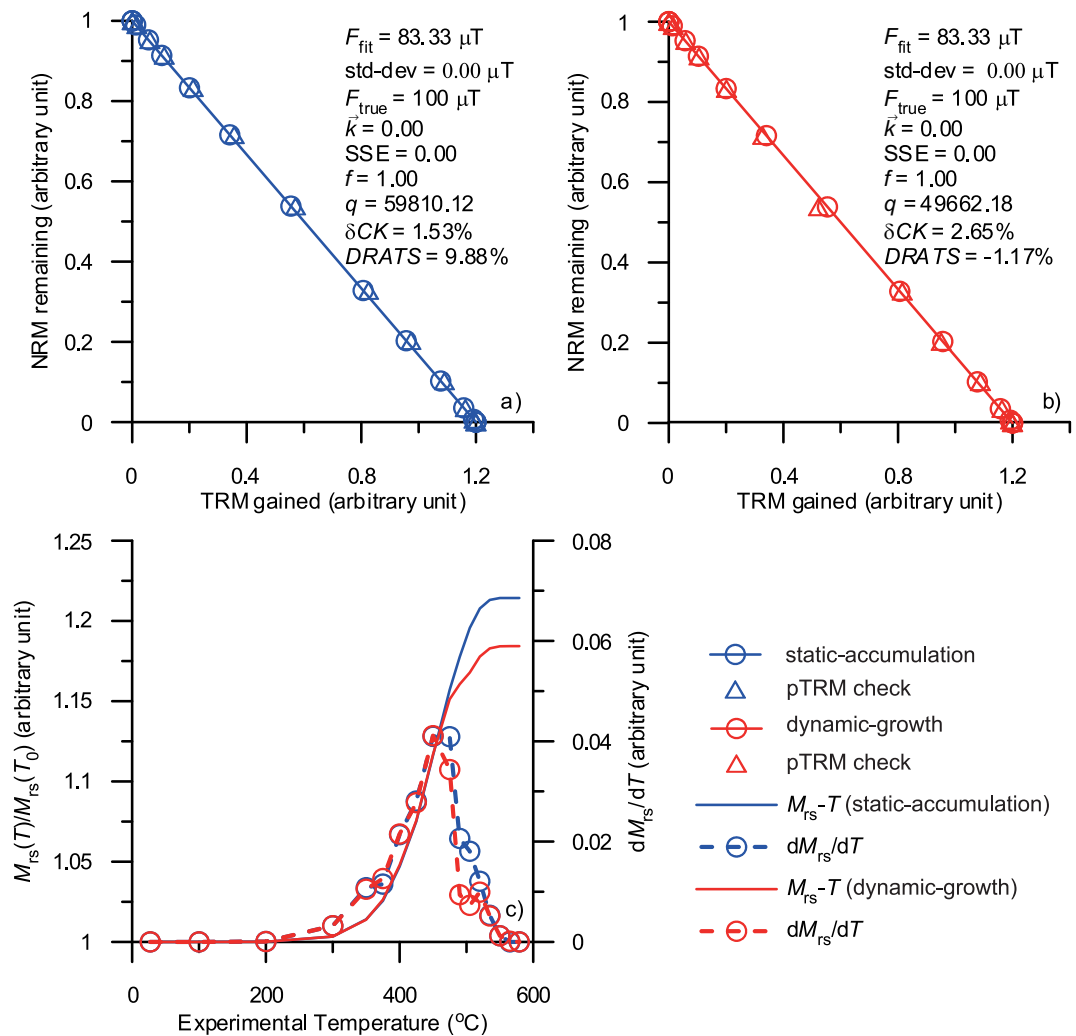 F_fit = 83.33 μT
std-dev = 0.00 μT
F_true = 100 μT
k⃗ = 0.00
SSE = 0.00
f = 1.00
q = 59810.12
δCK = 1.53%
DRATS = 9.88%
NRM remaining (arbitrary unit)
1
0.8
0.6
0.4
0.2
0
a)
0 0.4 0.8 1.2
TRM gained (arbitrary unit)
F_fit = 83.33 μT
std-dev = 0.00 μT
F_true = 100 μT
k⃗ = 0.00
SSE = 0.00
f = 1.00
q = 49662.18
δCK = 2.65%
DRATS = -1.17%
NRM remaining (arbitrary unit)
1
0.8
0.6
0.4
0.2
0
b)
0 0.4 0.8 1.2
TRM gained (arbitrary unit)
M_rs(T)/M_rs(T_0) (arbitrary unit)
1.25
1.2
1.15
1.1
1.05
1
dM_rs/dT (arbitrary unit)
0.08
0.06
0.04
0.02
0
c)
0 200 400 600
Experimental Temperature (°C)
static-accumulation
pTRM check
dynamic-growth
pTRM check
M_rs-T (static-accumulation)
dM_rs/dT
M_rs-T (dynamic-growth)
dM_rs/dT